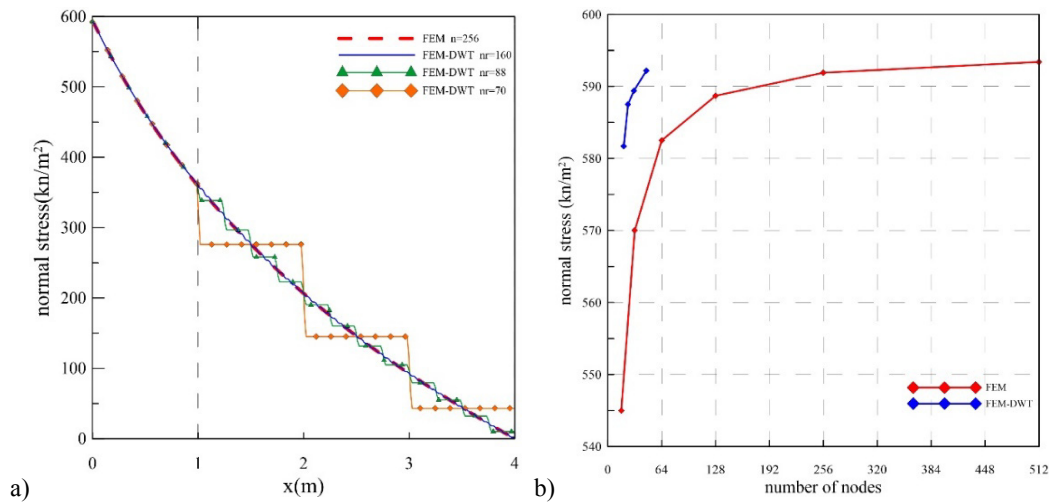 600
500
400
300
200
100
0
normal stress(kn/m²)
FEM n=256
FEM-DWT nr=160
FEM-DWT nr=88
FEM-DWT nr=70
0 1 2 3 4
x(m)
a)
600
590
580
570
560
550
540
normal stress (kn/m²)
FEM
FEM-DWT
0 64 128 192 256 320 384 448 512
number of nodes
b)